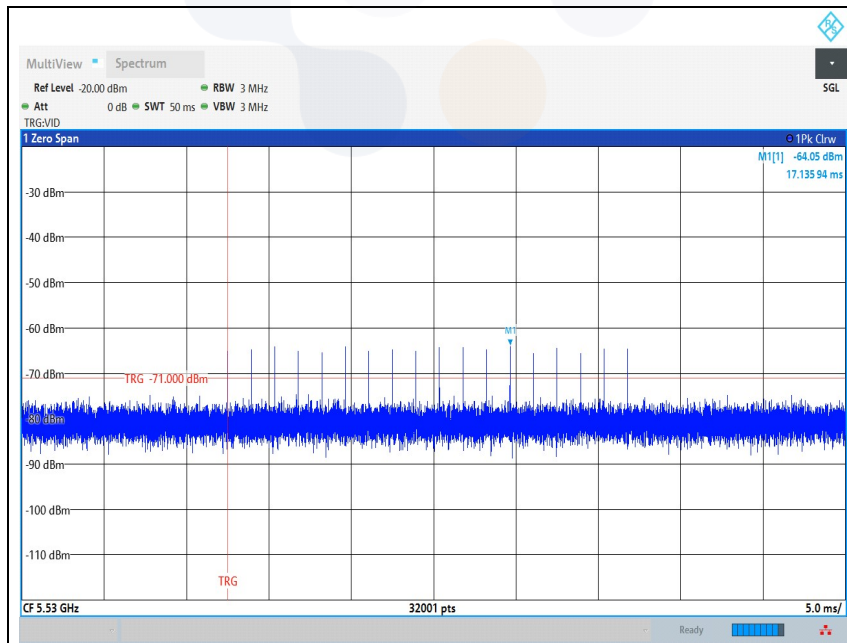 R S
MultiView Spectrum
Ref Level -20.00 dBm RBW 3 MHz SGL
Att 0 dB SWT 50 ms VBW 3 MHz
TRG:VID
1 Zero Span 1Pk Clrw
M1[1] -64.05 dBm
17.135 94 ms
-30 dBm
-40 dBm
-50 dBm
-60 dBm
M1
-70 dBm
TRG -71.000 dBm
-80 dBm
-90 dBm
-100 dBm
-110 dBm
TRG
CF 5.53 GHz 32001 pts 5.0 ms/
Ready